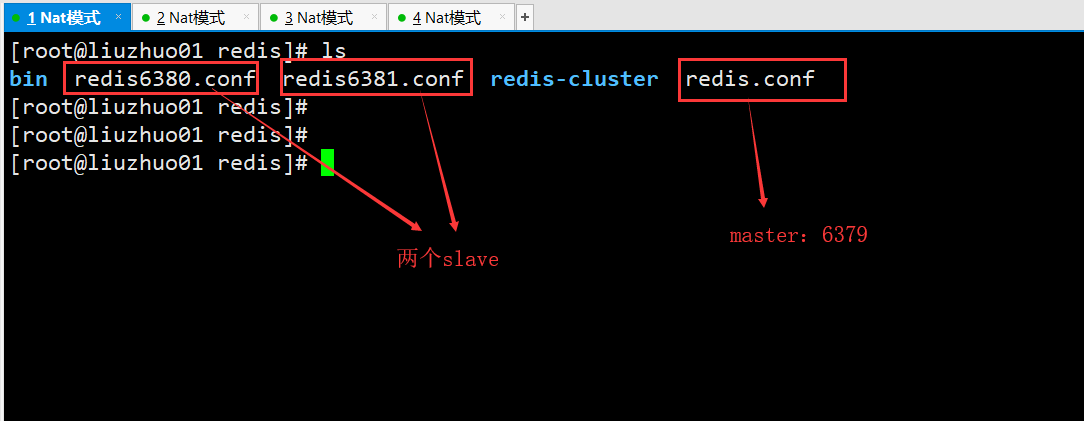 1 Nat模式 × 2 Nat模式 × 3 Nat模式 × 4 Nat模式 × +
[root@liuzhuo01 redis]# ls
bin redis6380.conf redis6381.conf redis-cluster redis.conf
[root@liuzhuo01 redis]#
[root@liuzhuo01 redis]#
[root@liuzhuo01 redis]#
master：6379
两个slave